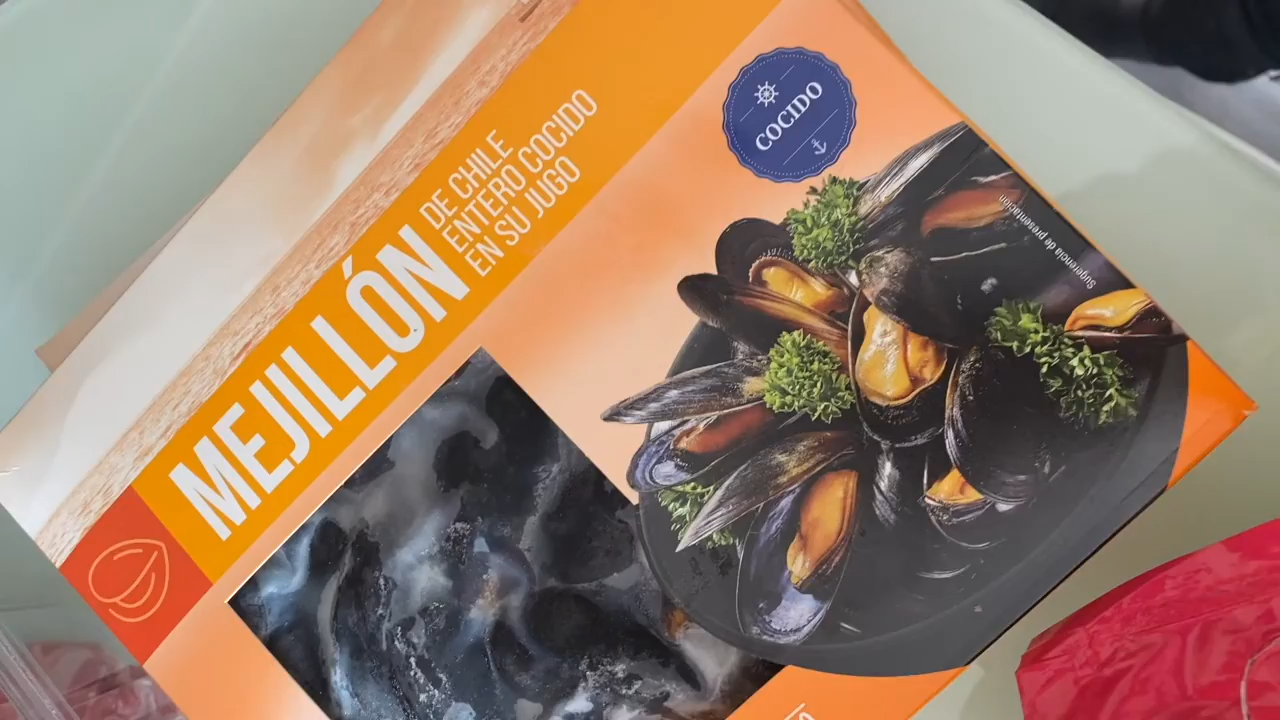 MEJILLÓN
DE CHILE
ENTERO COCIDO
EN SU JUGO
COCIDO
Sugerencia de presentación